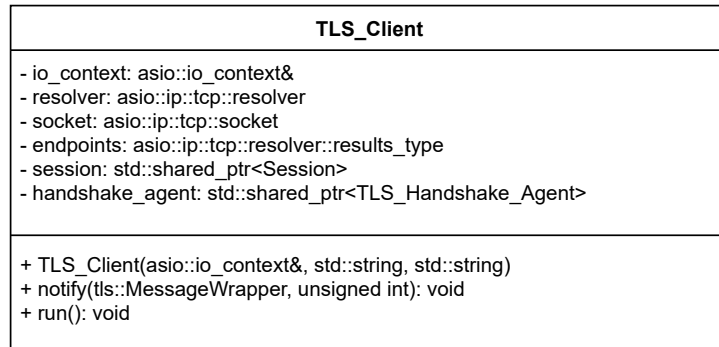 TLS_Client
- io_context: asio::io_context&
- resolver: asio::ip::tcp::resolver
- socket: asio::ip::tcp::socket
- endpoints: asio::ip::tcp::resolver::results_type
- session: std::shared_ptr<Session>
- handshake_agent: std::shared_ptr<TLS_Handshake_Agent>
+ TLS_Client(asio::io_context&, std::string, std::string)
+ notify(tls::MessageWrapper, unsigned int): void
+ run(): void